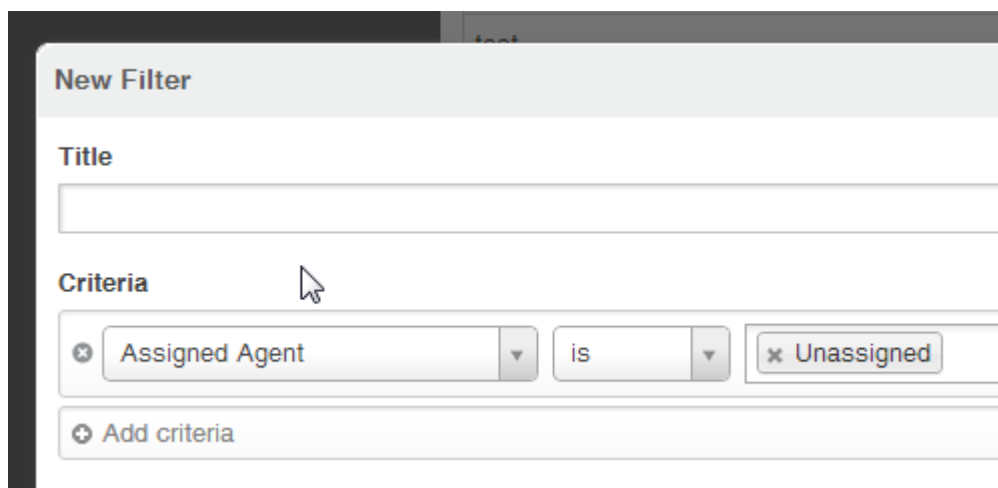 New Filter
Title
Criteria
Assigned Agent is Unassigned
Add criteria